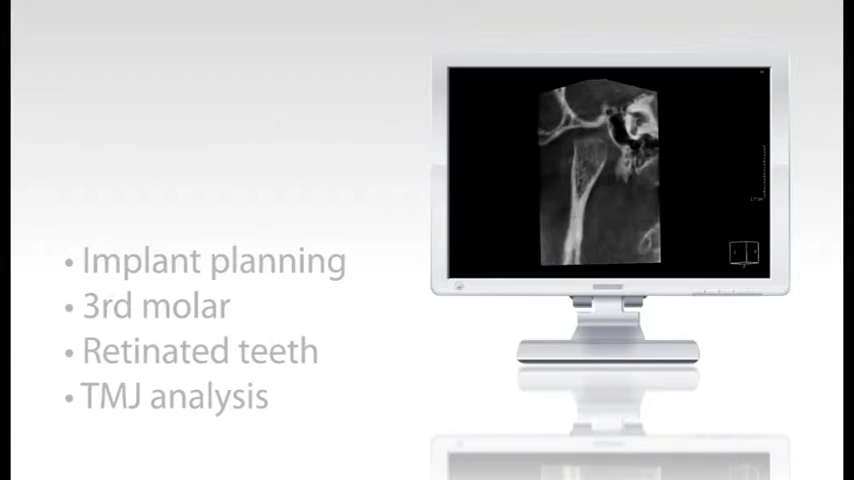 • Implant planning
• 3rd molar
• Retinated teeth
• TMJ analysis